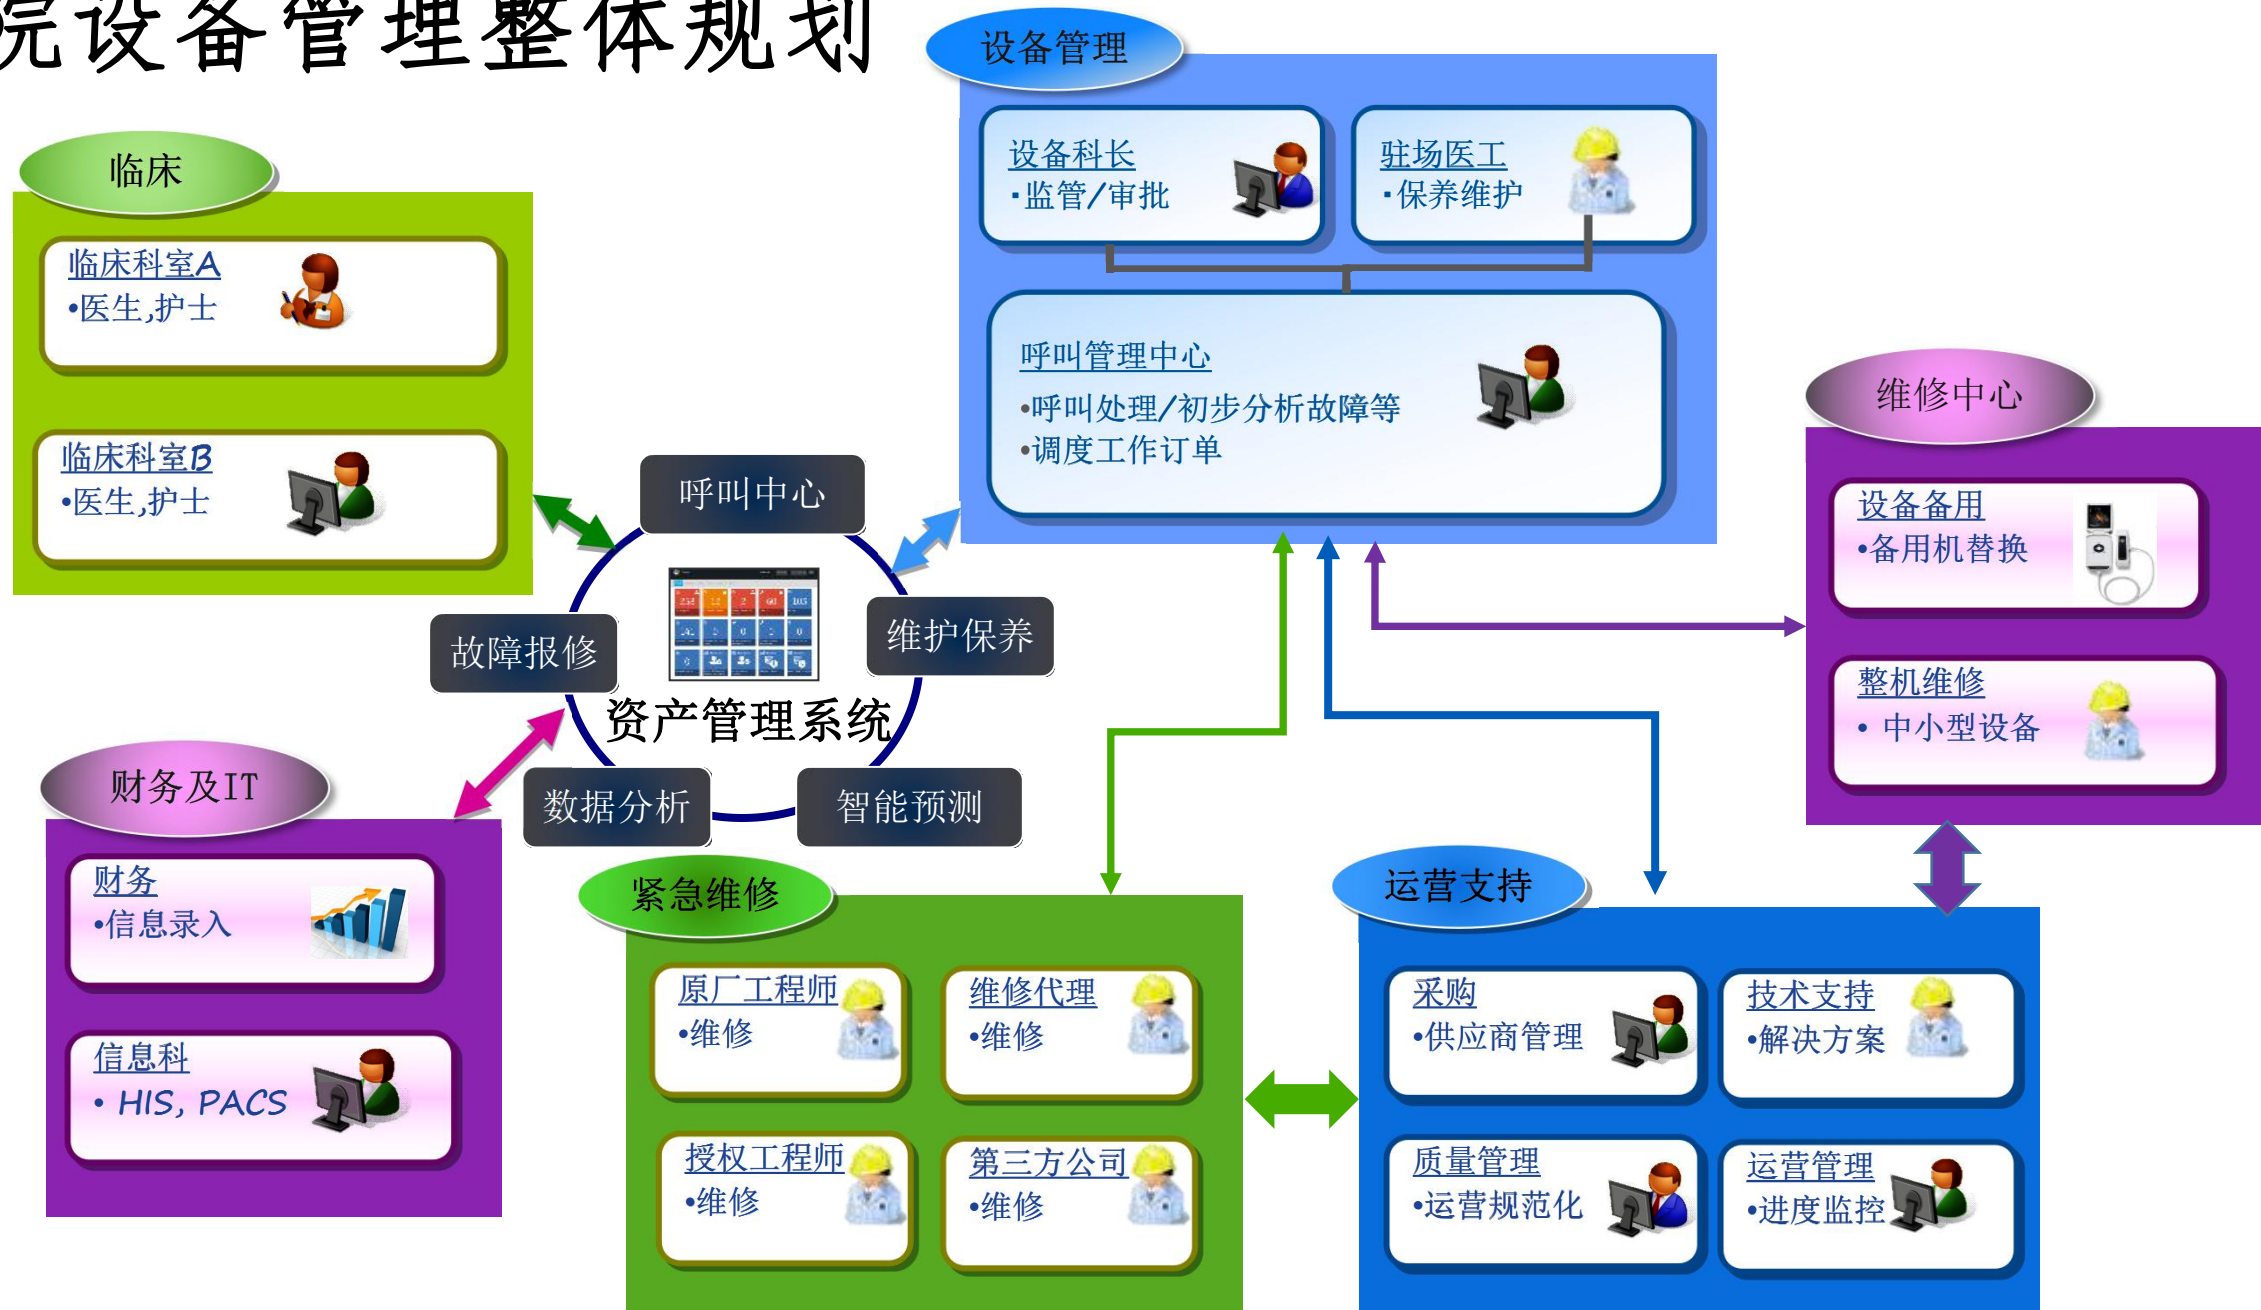 院设备管理整体规划
设备管理
设备科长
▪监管/审批
驻场医工
▪保养维护
呼叫管理中心
•呼叫处理/初步分析故障等
•调度工作订单
临床
临床科室A
•医生,护士
临床科室B
•医生,护士
呼叫中心
故障报修
维护保养
资产管理系统
数据分析
智能预测
维修中心
设备备用
•备用机替换
整机维修
• 中小型设备
财务及IT
财务
•信息录入
信息科
• HIS, PACS
紧急维修
原厂工程师
•维修
维修代理
•维修
授权工程师
•维修
第三方公司
•维修
运营支持
采购
•供应商管理
技术支持
•解决方案
质量管理
•运营规范化
运营管理
•进度监控